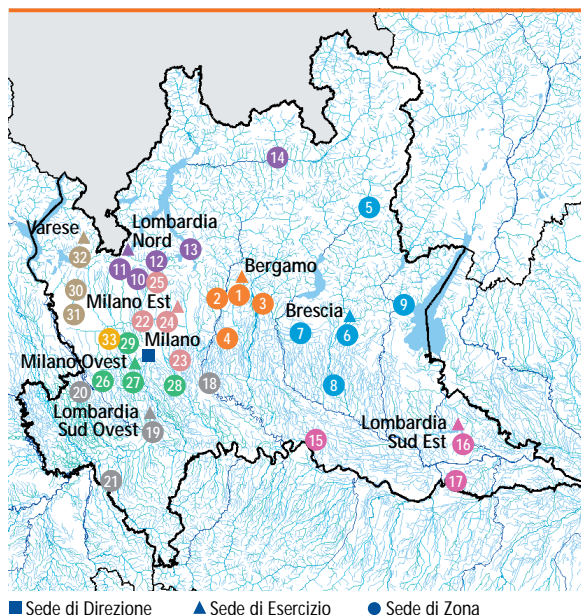 14
5
Varese
Lombardia
Nord
32
11
10
12
13
25
Bergamo
30
2
1
3
9
31
Milano Est
22
24
Brescia
7
6
33
29
Milano
4
Milano Ovest
23
26
27
28
18
8
20
Lombardia
Sud Ovest
19
15
Lombardia
Sud Est
16
21
17
Sede di Direzione
Sede di Esercizio
Sede di Zona